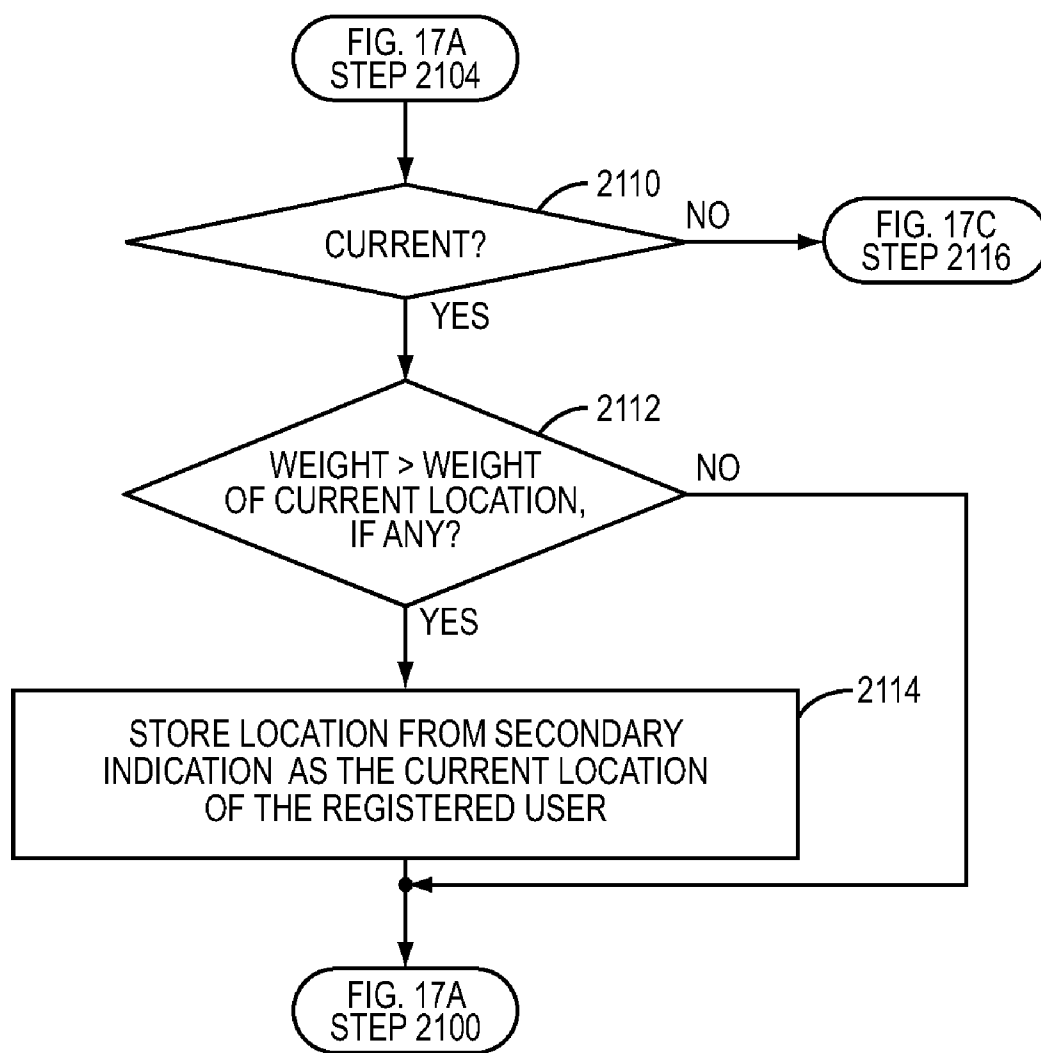 FIG. 17A
STEP 2104
2110
CURRENT?
NO
FIG. 17C
STEP 2116
YES
2112
WEIGHT > WEIGHT
OF CURRENT LOCATION,
IF ANY?
NO
YES
2114
STORE LOCATION FROM SECONDARY
INDICATION AS THE CURRENT LOCATION
OF THE REGISTERED USER
FIG. 17A
STEP 2100